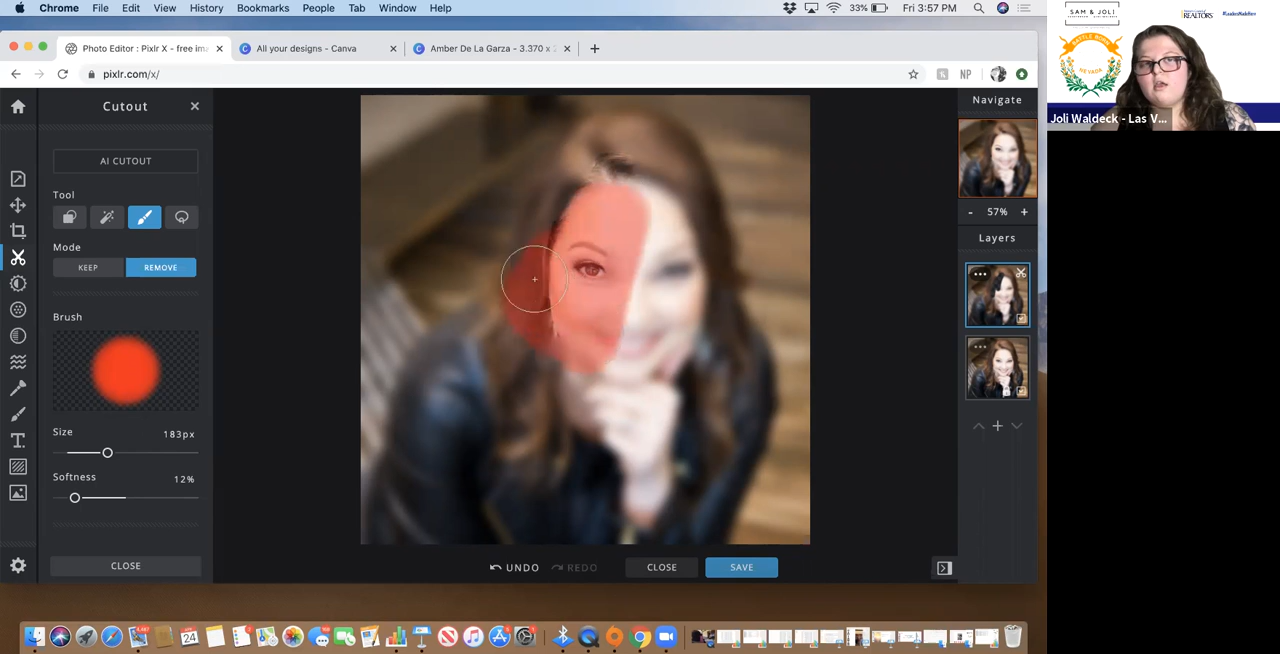 Chrome File Edit View History Bookmarks People Tab Window Help
33% Fri 3:57 PM
Photo Editor : Pixlr X - free ima
All your designs - Canva
Amber De La Garza - 3.370 x
pixlr.com/x/
NP
Cutout
AI CUTOUT
Tool
Mode
KEEP REMOVE
Brush
Size 183px
Softness 12%
CLOSE
UNDO REDO CLOSE SAVE
Navigate
- 57% +
Layers
SAM & JOLI
REALTORS
BATTLE BORN
NEVADA
Joli Waldeck - Las V...